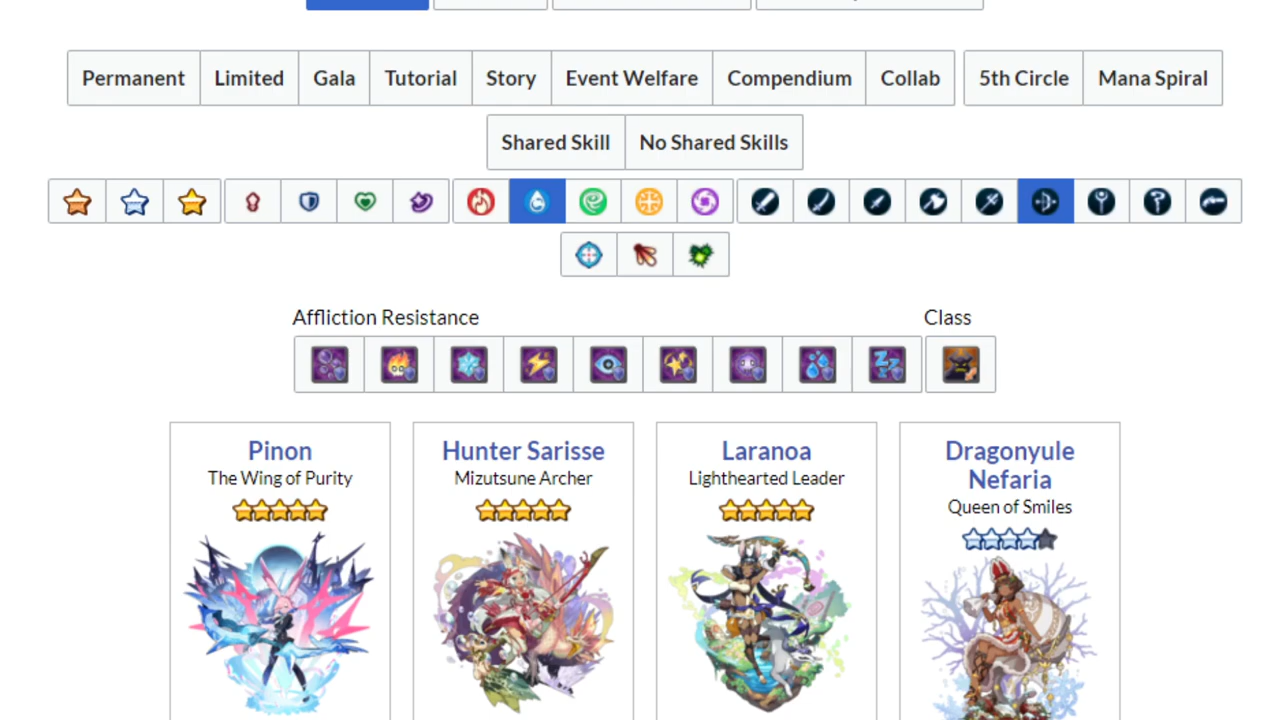 Permanent Limited Gala Tutorial Story Event Welfare Compendium Collab 5th Circle Mana Spiral
Shared Skill No Shared Skills
Affliction Resistance Class
Pinon
The Wing of Purity
Hunter Sarisse
Mizutsune Archer
Laranoa
Lighthearted Leader
Dragonyule
Nefaria
Queen of Smiles